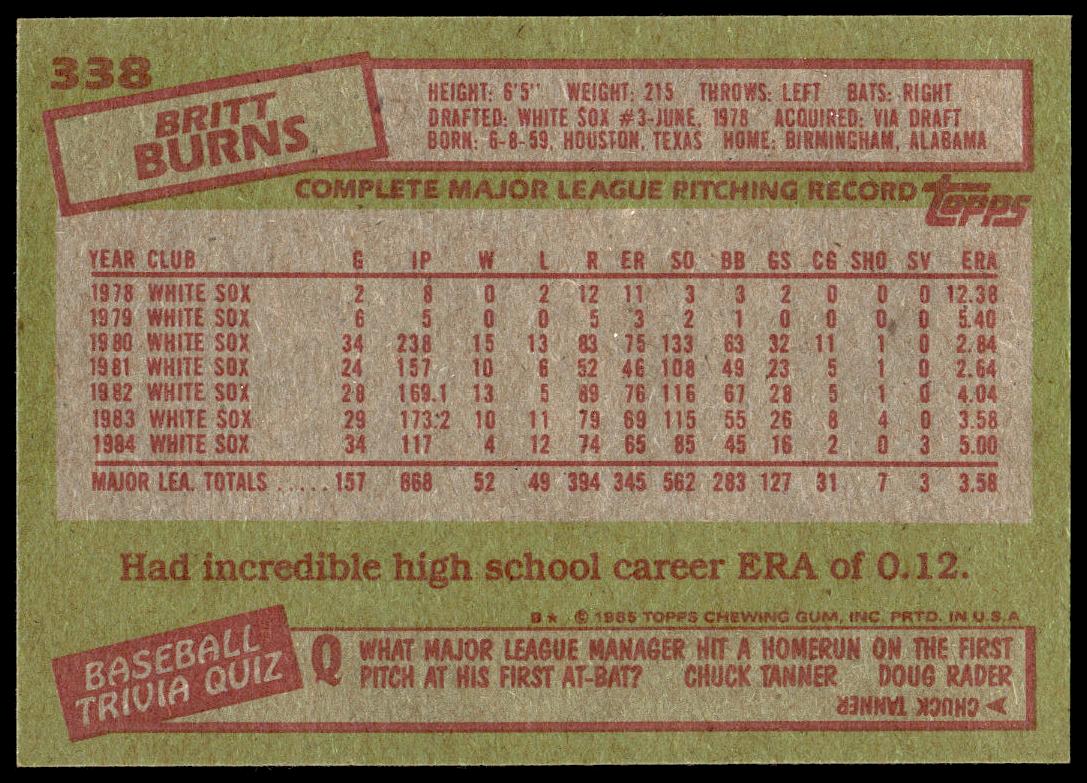 338
BRITT
BURNS
HEIGHT: 6'5" WEIGHT: 215 THROWS: LEFT BATS: RIGHT
DRAFTED: WHITE SOX #3-JUNE, 1978 ACQUIRED: VIA DRAFT
BORN: 6-8-59, HOUSTON, TEXAS HOME: BIRMINGHAM, ALABAMA
COMPLETE MAJOR LEAGUE PITCHING RECORD
TOPPS
YEAR CLUB G IP W L R ER SO BB GS CG SHO SV ERA
1978 WHITE SOX 2 8 0 2 12 11 3 3 2 0 0 0 12.38
1979 WHITE SOX 6 5 0 0 5 3 2 1 0 0 0 0 5.40
1980 WHITE SOX 34 238 15 13 83 75 133 63 32 11 1 0 2.84
1981 WHITE SOX 24 157 10 6 52 46 108 49 23 5 1 0 2.64
1982 WHITE SOX 28 169.1 13 5 89 76 116 67 28 5 1 0 4.04
1983 WHITE SOX 29 173.2 10 11 79 69 115 55 26 8 4 0 3.58
1984 WHITE SOX 34 117 4 12 74 65 85 45 16 2 0 3 5.00
MAJOR LEA. TOTALS ..... 157 868 52 49 394 345 562 283 127 31 7 3 3.58
Had incredible high school career ERA of 0.12.
B★ © 1985 TOPPS CHEWING GUM, INC. PRTD. IN U.S.A
BASEBALL
TRIVIA QUIZ
Q WHAT MAJOR LEAGUE MANAGER HIT A HOMERUN ON THE FIRST
PITCH AT HIS FIRST AT-BAT? CHUCK TANNER DOUG RADER
CHUCK TANNER